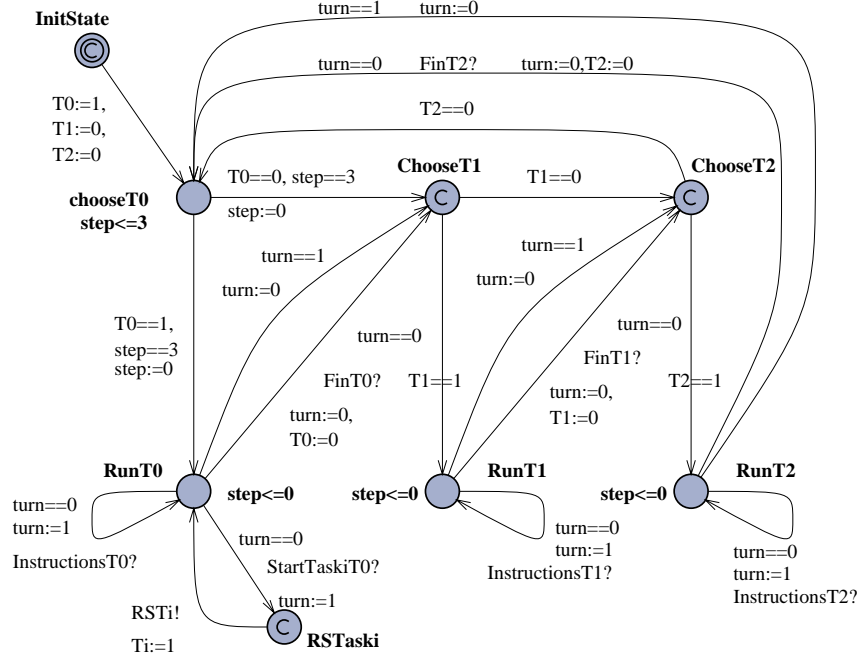 turn==1 turn:=0
InitState
turn==0 FinT2? turn:=0,T2:=0
C
T0:=1,
T1:=0,
T2:=0
T2==0
ChooseT1
ChooseT2
chooseT0
step<=3
T0==0, step==3
step:=0
C
T1==0
C
turn==1
turn:=0
turn==1
turn:=0
T0==1,
step==3
step:=0
turn==0
FinT0?
turn:=0,
T0:=0
T1==1
turn==0
FinT1?
turn:=0,
T1:=0
T2==1
RunT0
step<=0
RunT1
step<=0
RunT2
step<=0
turn==0
turn:=1
InstructionsT0?
turn==0
StartTaskiT0?
turn:=1
turn==0
turn:=1
InstructionsT1?
turn==0
turn:=1
InstructionsT2?
RSTi!
Ti:=1
C
RSTaski